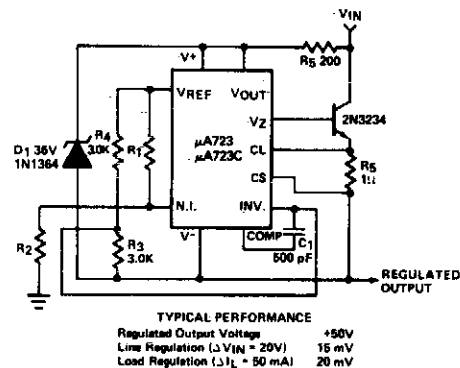 VIN
V+
R5 200
VREF
VOUT
VZ
2N3234
D1 36V
1N1364
R4
3.0K
R1
μA723
μA723C
CL
CS
R5
1Ω
N.I.
INV.
R2
R3
3.0K
V-
COMP
C1
500 pF
REGULATED
OUTPUT
TYPICAL PERFORMANCE
Regulated Output Voltage +50V
Line Regulation (ΔVIN = 20V) 15 mV
Load Regulation (ΔIL = 50 mA) 20 mV